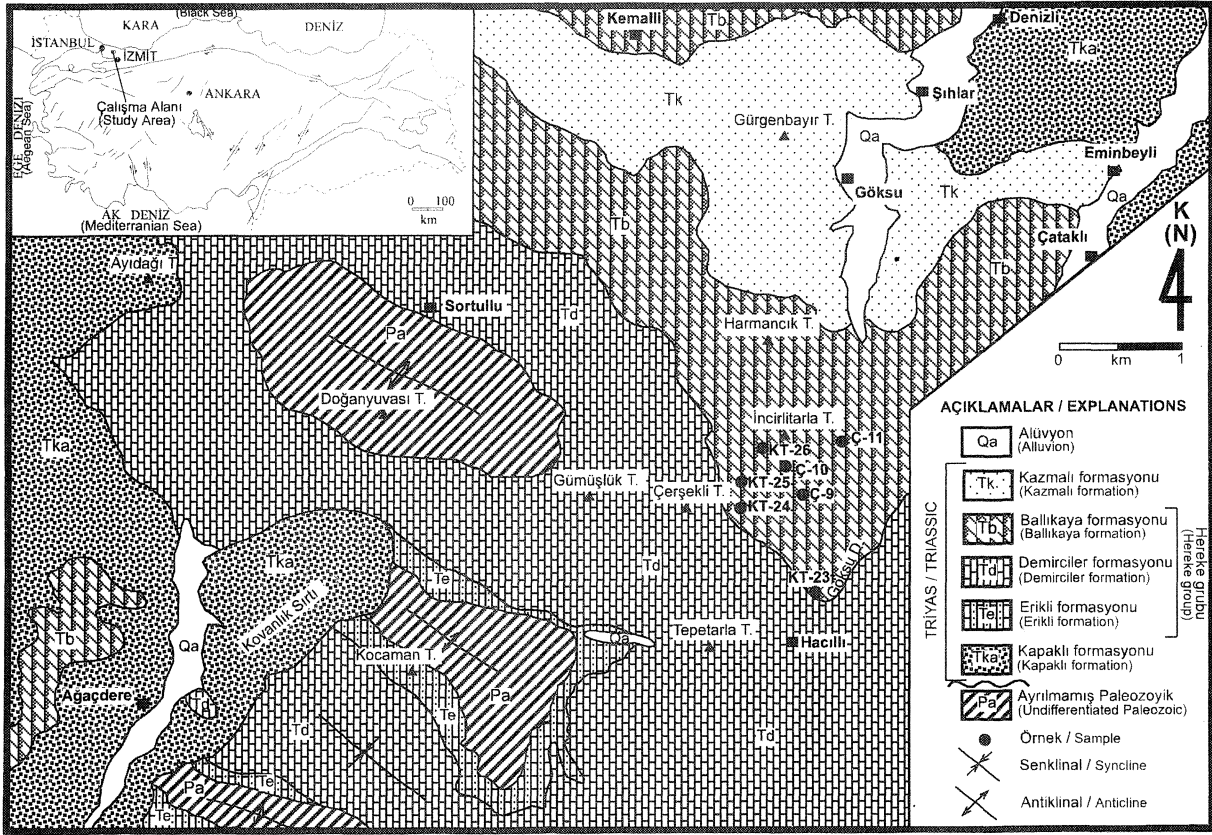 KARA
(Black Sea)
DENİZ
İSTANBUL
İZMİT
ANKARA
Çalışma Alanı
(Study Area)
EGE DENİZİ
(Aegean Sea)
AK DENİZ
(Mediterranian Sea)
0 100
km
Kemalli
Tb
Denizli
Tka
Tk
Şıhlar
Gürgenbayır T.
Qa
Eminbeyli
Göksu
Tk
Qa
K
(N)
Tb
Çataklı
Tb
Ayıdağı T.
Sortullu
Td
Harmancık T.
Pa
0 km 1
Doğanyuvası T.
Tka
İncirlitarla T.
Ç-11
KT-26
Ç-10
KT-25
Ç-9
KT-24
Gümüşlük T.
Çerşekli T.
Td
KT-23
Göksu D.
Tka
Te
Kovanlık Sırtı
Tb
Qa
Qa
Tepetarla T.
Hacıllı
Kocaman T.
Pa
Ağaçdere
Td
Te
Td
Td
Te
Pa
Te
AÇIKLAMALAR / EXPLANATIONS
Qa
Alüvyon
(Alluvion)
TRİYAS / TRIASSIC
Tk
Kazmalı formasyonu
(Kazmalı formation)
Tb
Ballıkaya formasyonu
(Ballıkaya formation)
Td
Demirciler formasyonu
(Demirciler formation)
Te
Erikli formasyonu
(Erikli formation)
Hereke grubu
(Hereke group)
Tka
Kapaklı formasyonu
(Kapaklı formation)
Pa
Ayrılmamış Paleozoyik
(Undifferentiated Paleozoic)
Örnek / Sample
Senklinal / Syncline
Antiklinal / Anticline